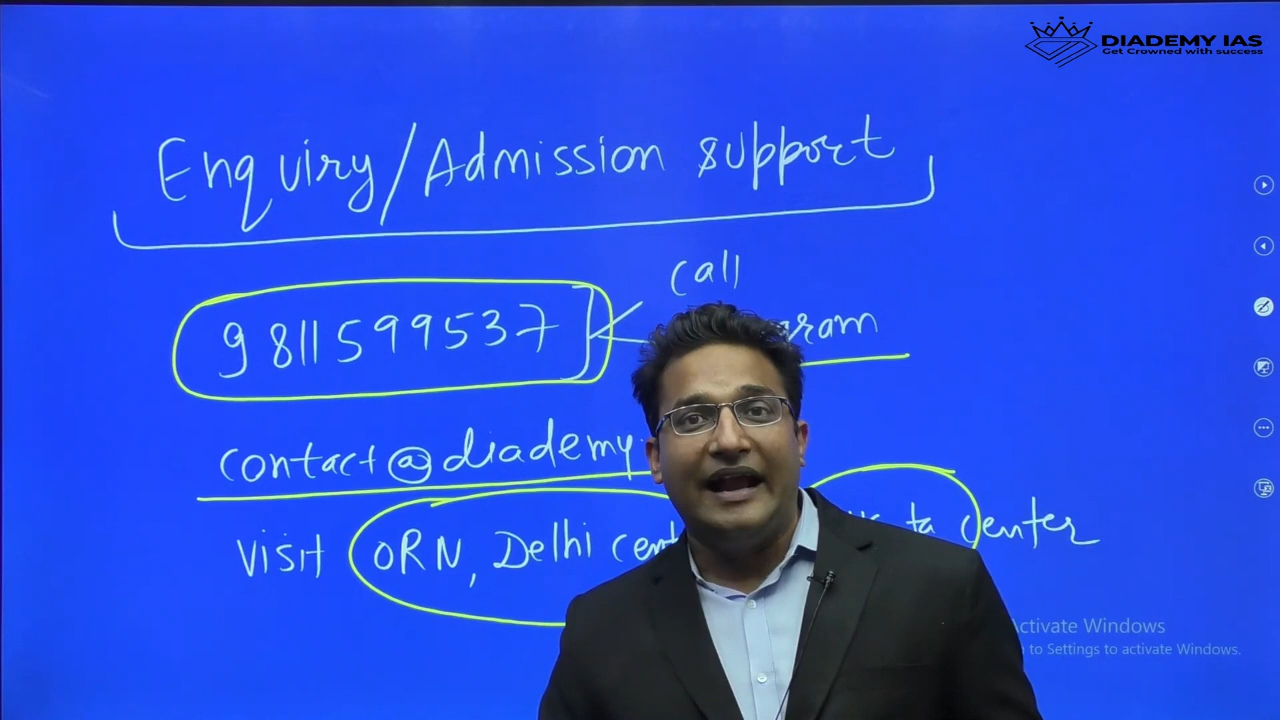 DIADEMY IAS
Get Crowned with success
Enquiry/Admission support
call
9811599537
contact@diademy.
visit ORN, Delhi center
Activate Windows
to Settings to activate Windows.